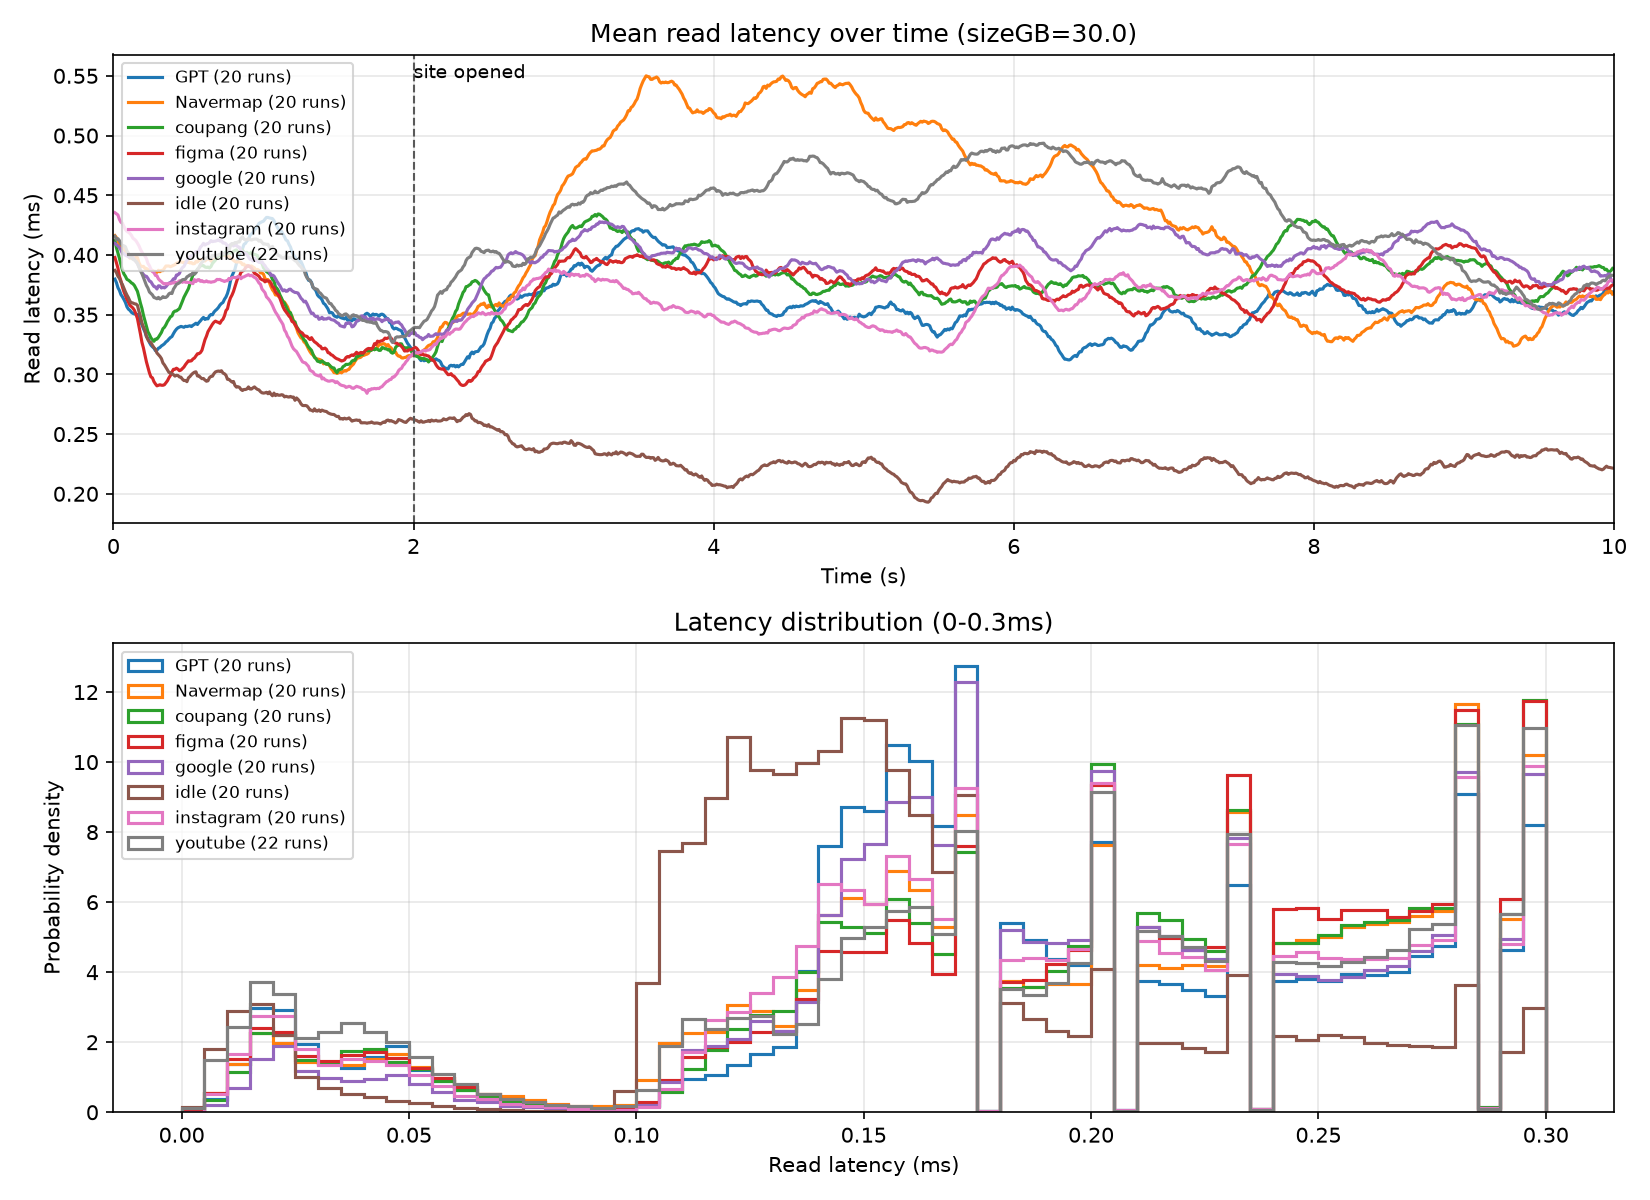 Mean read latency over time (sizeGB=30.0)
site opened
GPT (20 runs)
Navermap (20 runs)
coupang (20 runs)
figma (20 runs)
google (20 runs)
idle (20 runs)
instagram (20 runs)
youtube (22 runs)
Read latency (ms)
0.55
0.50
0.45
0.40
0.35
0.30
0.25
0.20
0 2 4 6 8 10
Time (s)
Latency distribution (0-0.3ms)
GPT (20 runs)
Navermap (20 runs)
coupang (20 runs)
figma (20 runs)
google (20 runs)
idle (20 runs)
instagram (20 runs)
youtube (22 runs)
Probability density
12
10
8
6
4
2
0
0.00 0.05 0.10 0.15 0.20 0.25 0.30
Read latency (ms)